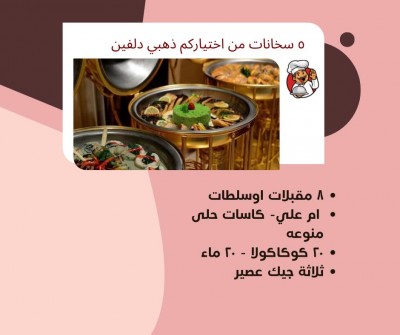 ٥ سخانات من اختياركم ذهبي دلفين
٨ مقبلات اوسلطات
ام علي- كاسات حلى
منوعه
٢٠ كوكاكولا - ٢٠ ماء
ثلاثة جيك عصير